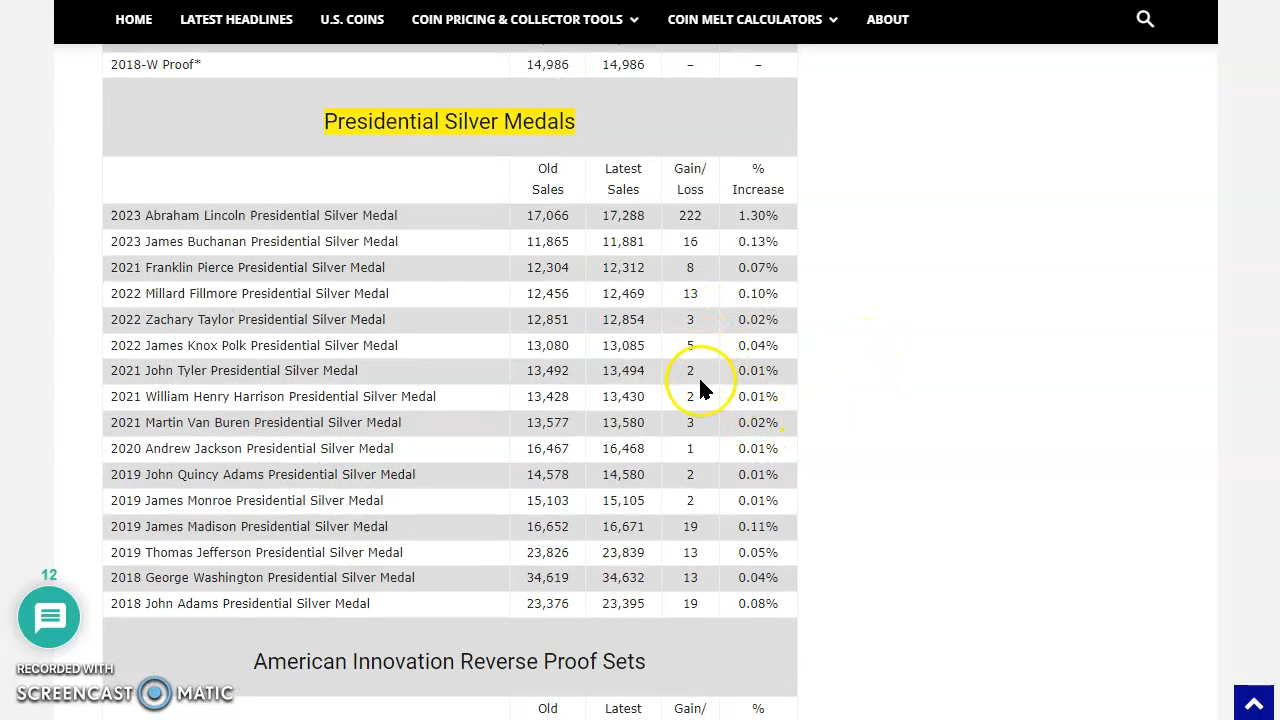 HOME LATEST HEADLINES U.S. COINS COIN PRICING & COLLECTOR TOOLS COIN MELT CALCULATORS ABOUT
2018-W Proof* 14,986 14,986 – –
Presidential Silver Medals
Old Sales Latest Sales Gain/ Loss % Increase
2023 Abraham Lincoln Presidential Silver Medal 17,066 17,288 222 1.30%
2023 James Buchanan Presidential Silver Medal 11,865 11,881 16 0.13%
2021 Franklin Pierce Presidential Silver Medal 12,304 12,312 8 0.07%
2022 Millard Fillmore Presidential Silver Medal 12,456 12,469 13 0.10%
2022 Zachary Taylor Presidential Silver Medal 12,851 12,854 3 0.02%
2022 James Knox Polk Presidential Silver Medal 13,080 13,085 5 0.04%
2021 John Tyler Presidential Silver Medal 13,492 13,494 2 0.01%
2021 William Henry Harrison Presidential Silver Medal 13,428 13,430 2 0.01%
2021 Martin Van Buren Presidential Silver Medal 13,577 13,580 3 0.02%
2020 Andrew Jackson Presidential Silver Medal 16,467 16,468 1 0.01%
2019 John Quincy Adams Presidential Silver Medal 14,578 14,580 2 0.01%
2019 James Monroe Presidential Silver Medal 15,103 15,105 2 0.01%
2019 James Madison Presidential Silver Medal 16,652 16,671 19 0.11%
2019 Thomas Jefferson Presidential Silver Medal 23,826 23,839 13 0.05%
2018 George Washington Presidential Silver Medal 34,619 34,632 13 0.04%
2018 John Adams Presidential Silver Medal 23,376 23,395 19 0.08%
American Innovation Reverse Proof Sets
Old Latest Gain/ %
12
RECORDED WITH
SCREENCAST MATIC